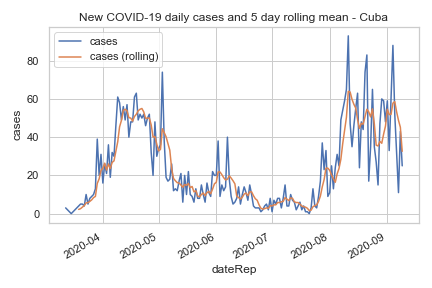 New COVID-19 daily cases and 5 day rolling mean - Cuba
cases
cases (rolling)
80
60
40
20
0
cases
2020-04
2020-05
2020-06
2020-07
2020-08
2020-09
dateRep